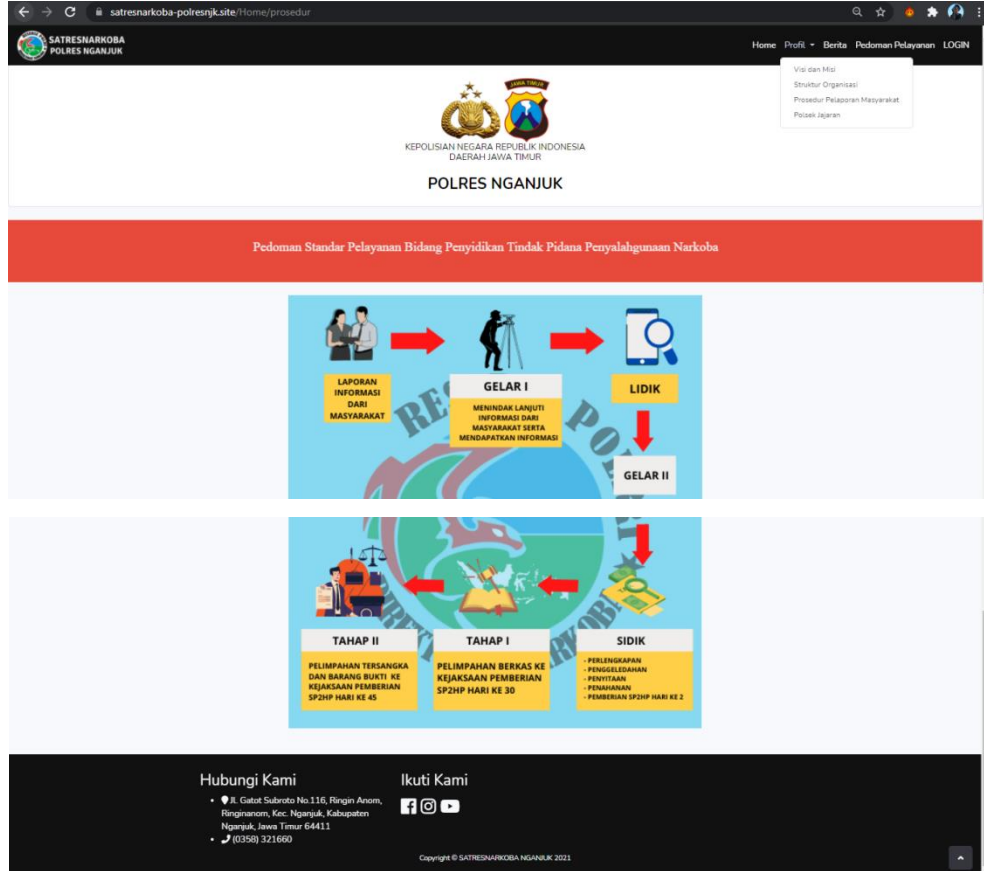 satresnarkoba-polresnjk.site/Home/prosedur
SATRESNARKOBA
POLRES NGANJUK
Home Profil Berita Pedoman Pelayanan LOGIN
Visi dan Misi
Struktur Organisasi
Prosedur Pelaporan Masyarakat
Polsek Jajaran
JAWA TIMUR
KEPOLISIAN NEGARA REPUBLIK INDONESIA
DAERAH JAWA TIMUR
POLRES NGANJUK
Pedoman Standar Pelayanan Bidang Penyidikan Tindak Pidana Penyalahgunaan Narkoba
LAPORAN
INFORMASI
DARI
MASYARAKAT
GELAR I
MENINDAK LANJUTI
INFORMASI DARI
MASYARAKAT SERTA
MENDAPATKAN INFORMASI
LIDIK
GELAR II
TAHAP II
PELIMPAHAN TERSANGKA
DAN BARANG BUKTI KE
KEJAKSAAN PEMBERIAN
SP2HP HARI KE 45
TAHAP I
PELIMPAHAN BERKAS KE
KEJAKSAAN PEMBERIAN
SP2HP HARI KE 30
SIDIK
- PERLENGKAPAN
- PENGGELEDAHAN
- PENYITAAN
- PENAHANAN
- PEMBERIAN SP2HP HARI KE 2
Hubungi Kami
Jl. Gatot Subroto No.116, Ringin Anom,
Ringinanom, Kec. Nganjuk, Kabupaten
Nganjuk, Jawa Timur 64411
(0358) 321660
Ikuti Kami
Copyright © SATRESNARKOBA NGANJUK 2021